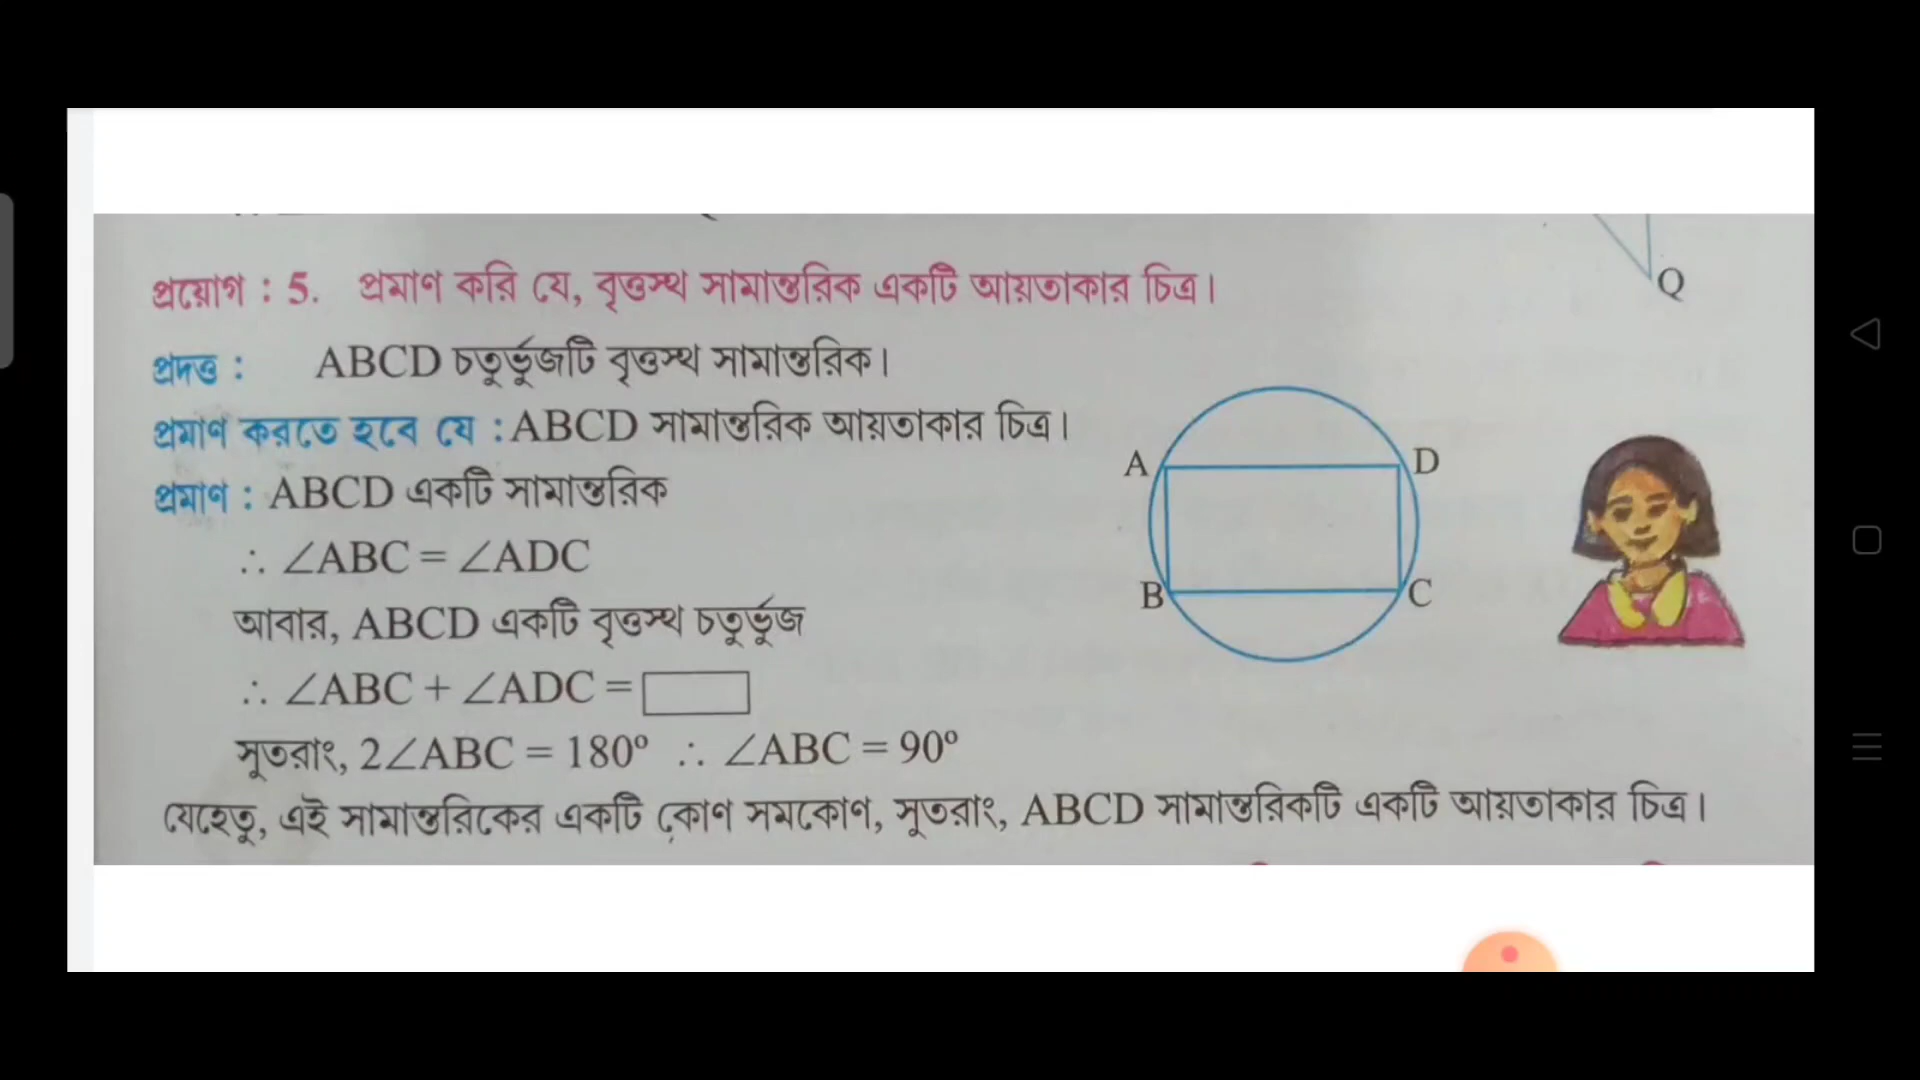 Q
প্রয়োগ : 5. প্রমাণ করি যে, বৃত্তস্থ সামান্তরিক একটি আয়তাকার চিত্র।
প্রদত্ত : ABCD চতুর্ভুজটি বৃত্তস্থ সামান্তরিক।
প্রমাণ করতে হবে যে : ABCD সামান্তরিক আয়তাকার চিত্র।
প্রমাণ : ABCD একটি সামান্তরিক
∴ ∠ABC = ∠ADC
আবার, ABCD একটি বৃত্তস্থ চতুর্ভুজ
∴ ∠ABC + ∠ADC =
সুতরাং, 2∠ABC = 180° ∴ ∠ABC = 90°
যেহেতু, এই সামান্তরিকের একটি কোণ সমকোণ, সুতরাং, ABCD সামান্তরিকটি একটি আয়তাকার চিত্র।
A D
B C